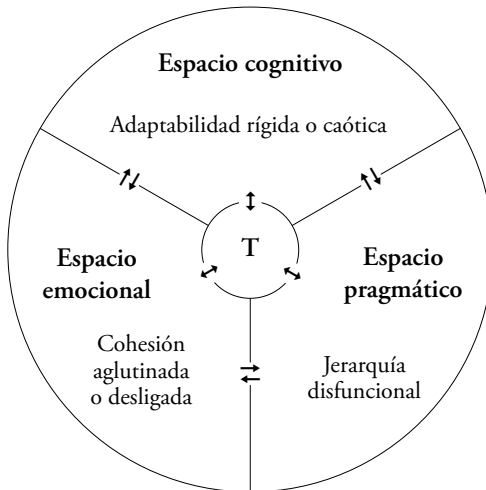 Espacio cognitivo
Adaptabilidad rígida o caótica
T
Espacio
emocional
Cohesión
aglutinada
o desligada
Espacio
pragmático
Jerarquía
disfuncional